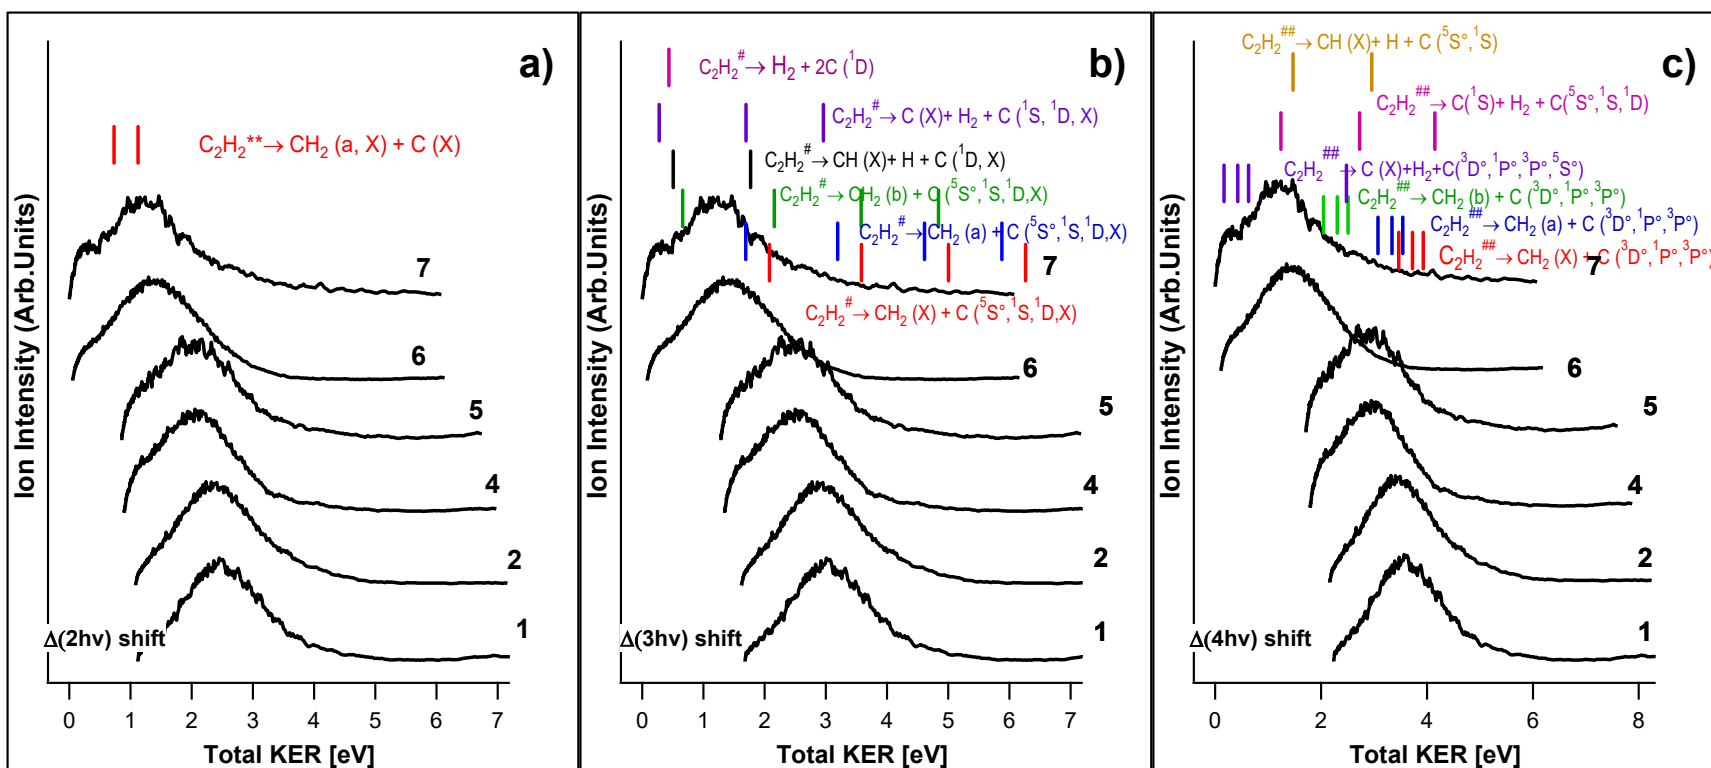 a)
C₂H₂**→ CH₂ (a, X) + C (X)
7
6
5
4
2
1
Δ(2hv) shift
Ion Intensity (Arb.Units)
0 1 2 3 4 5 6 7
Total KER [eV]
b)
C₂H₂#→ H₂ + 2C (¹D)
C₂H₂#→ C (X)+ H₂ + C (¹S, ¹D, X)
C₂H₂#→ CH (X)+ H + C (¹D, X)
C₂H₂#→ CH₂ (b) + C (⁵S°,¹S,¹D,X)
C₂H₂#→ CH₂ (a) + C (⁵S°,¹S,¹D,X)
7
C₂H₂#→ CH₂ (X) + C (⁵S°,¹S,¹D,X)
6
5
4
2
1
Δ(3hv) shift
Ion Intensity (Arb.Units)
0 1 2 3 4 5 6 7
Total KER [eV]
C₂H₂##→ CH (X)+ H + C (⁵S°,¹S)
c)
C₂H₂##→ C(¹S)+ H₂ + C(⁵S°,¹S,¹D)
C₂H₂##→ C (X)+H₂+C(³D°,¹P°,³P°,⁵S°)
C₂H₂##→ CH₂ (b) + C (³D°,¹P°,³P°)
C₂H₂##→ CH₂ (a) + C (³D°,¹P°,³P°)
C₂H₂##→ CH₂ (X) + C (³D°,¹P°,³P°)
7
6
5
4
2
1
Δ(4hv) shift
Ion Intensity (Arb.Units)
0 2 4 6 8
Total KER [eV]